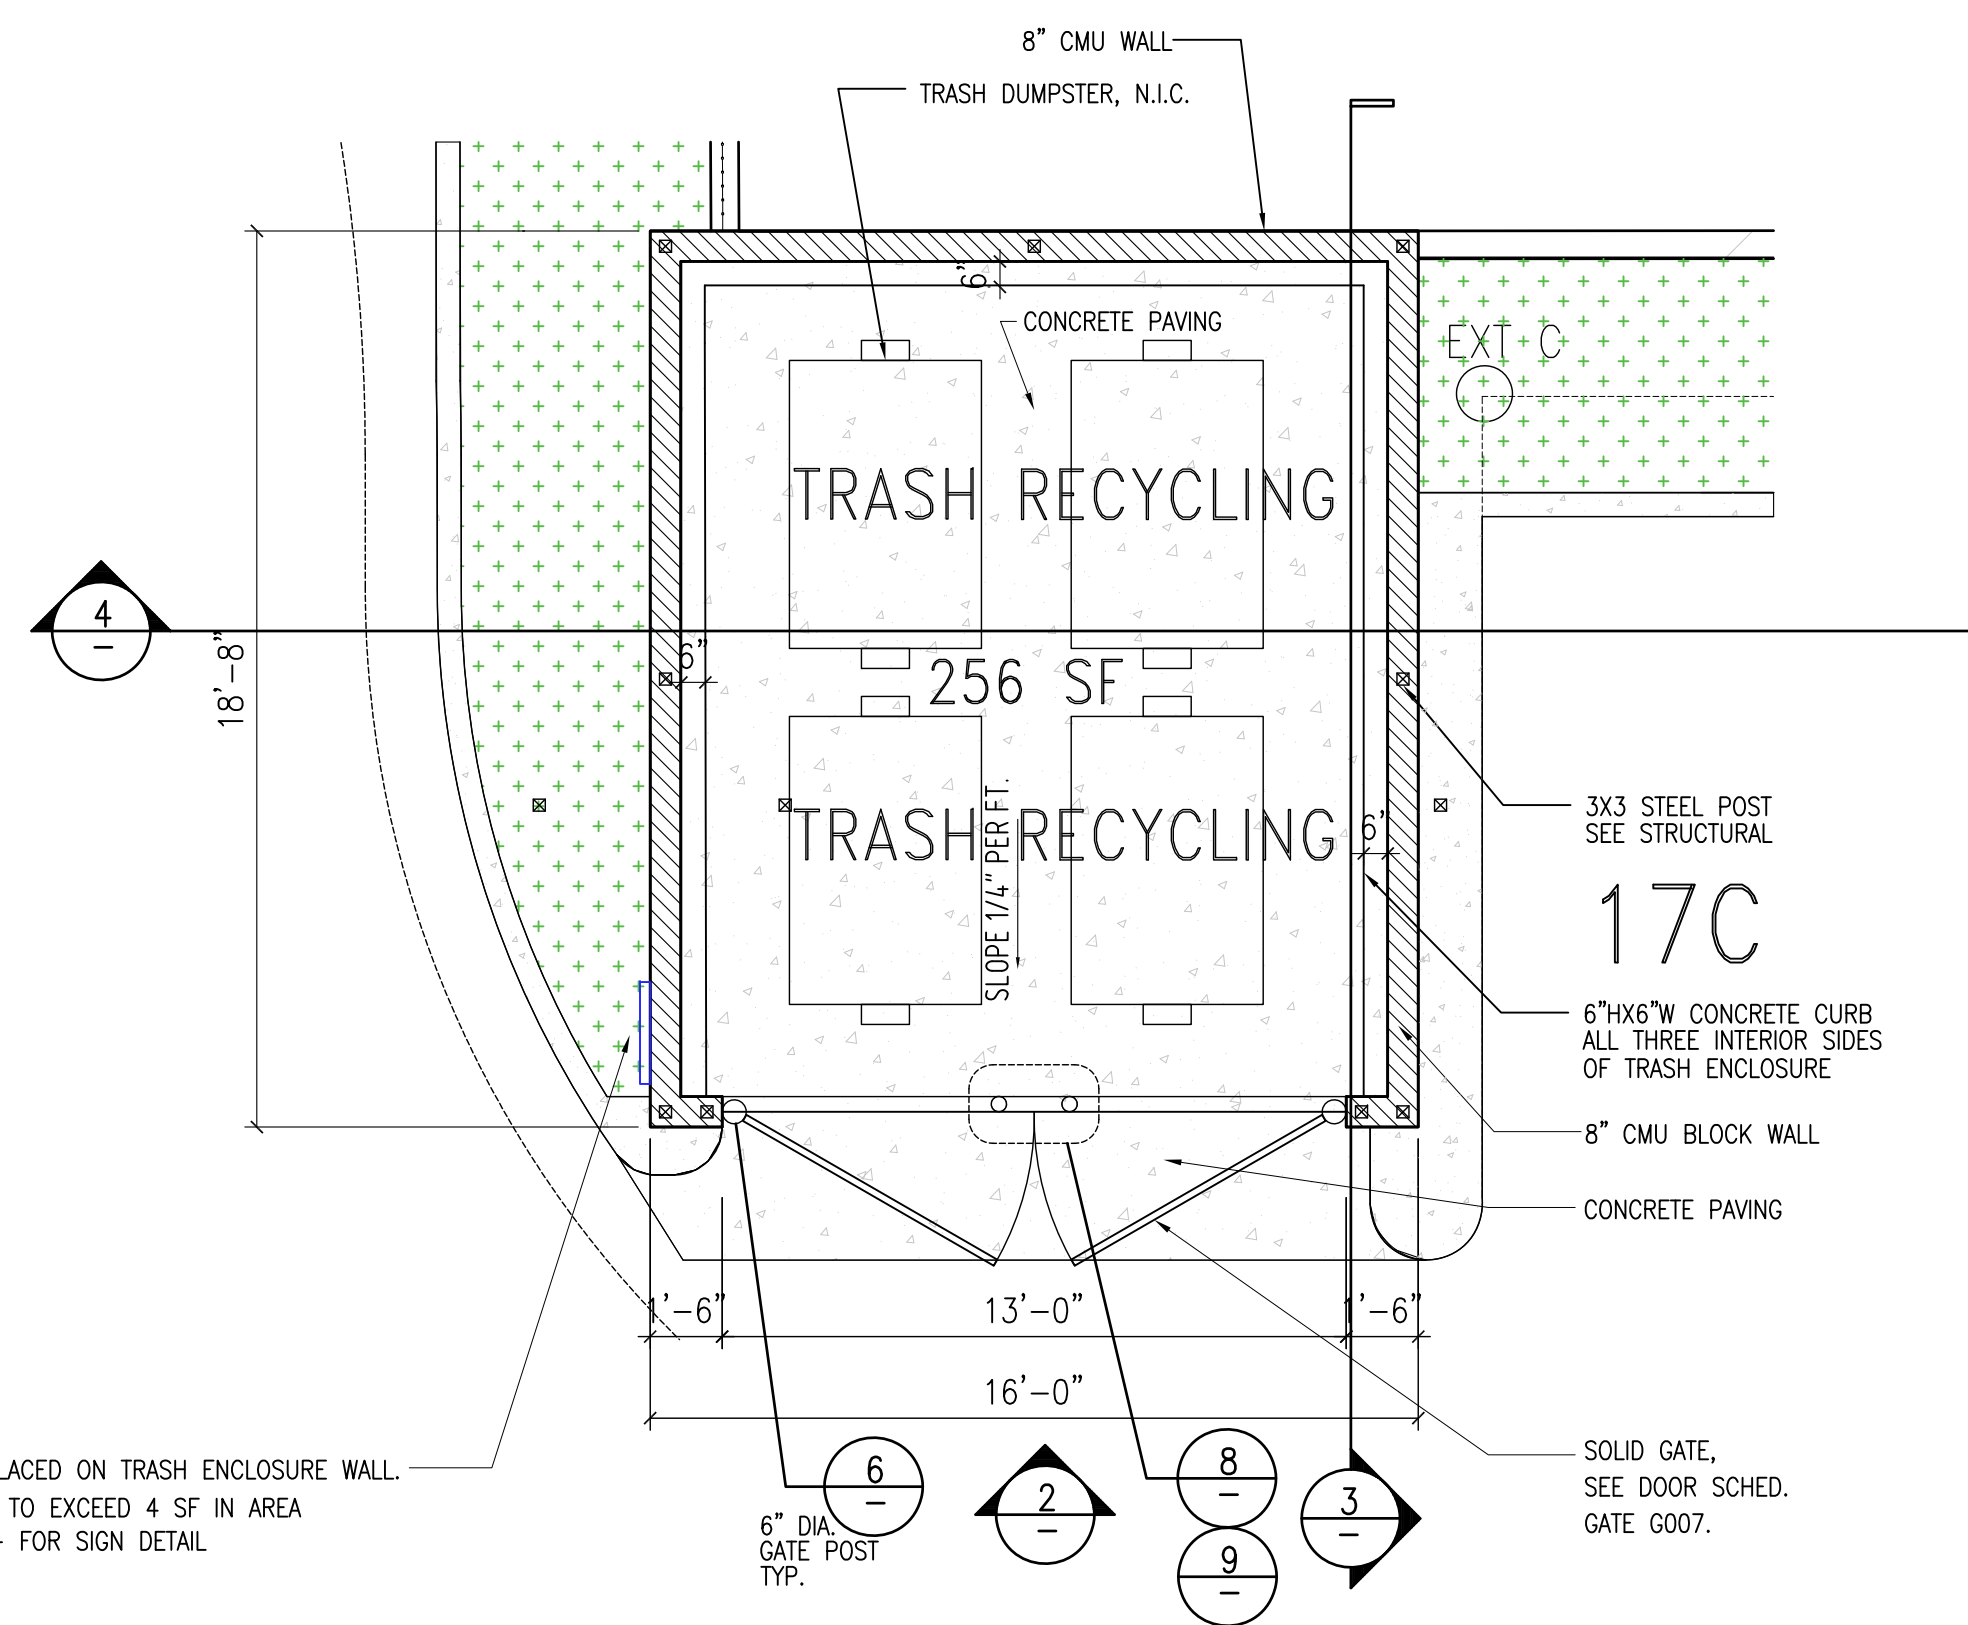 8" CMU WALL
TRASH DUMPSTER, N.I.C.
6"
CONCRETE PAVING
EXT C
TRASH
RECYCLING
4
–
18'-8"
6"
256 SF
3X3 STEEL POST
SEE STRUCTURAL
TRASH
RECYCLING
6"
SLOPE 1/4" PER FT.
17C
6"HX6"W CONCRETE CURB
ALL THREE INTERIOR SIDES
OF TRASH ENCLOSURE
8" CMU BLOCK WALL
CONCRETE PAVING
1'-6"
13'-0"
1'-6"
16'-0"
LACED ON TRASH ENCLOSURE WALL.
TO EXCEED 4 SF IN AREA
FOR SIGN DETAIL
6
–
6" DIA.
GATE POST
TYP.
2
–
8
–
9
–
3
–
SOLID GATE,
SEE DOOR SCHED.
GATE G007.